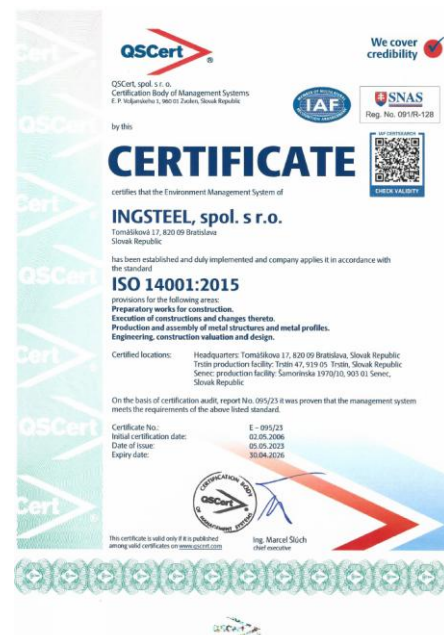 QSCert
®
We cover
credibility
QSCert, spol. s r. o.
Certification Body of Management Systems
E. P. Voljanského 1, 960 01 Zvolen, Slovak Republic
IAF
SNAS
Reg. No. 091/R-128
by this
IAF CERTSEARCH
CERTIFICATE
CHECK VALIDITY
certifies that the Environment Management System of
INGSTEEL, spol. s r.o.
Tomášikova 17, 820 09 Bratislava
Slovak Republic
has been established and duly implemented and company applies it in accordance with
the standard
ISO 14001:2015
provisions for the following areas:
Preparatory works for construction.
Execution of constructions and changes thereto.
Production and assembly of metal structures and metal profiles.
Engineering, construction valuation and design.
Certified locations: Headquarters: Tomášikova 17, 820 09 Bratislava, Slovak Republic
Trstín production facility: Trstín 47, 919 05 Trstín, Slovak Republic
Senec production facility: Šamorínska 1970/10, 903 01 Senec,
Slovak Republic
On the basis of certification audit, report No. 095/23 it was proven that the management system
meets the requirements of the above listed standard.
Certificate No.: E – 095/23
Initial certification date: 02.05.2006
Date of issue: 05.05.2023
Expiry date: 30.04.2026
CERTIFICATION BODY
QSCert
OF MANAGEMENT SYSTEMS
This certificate is valid only if it is published
among valid certificates on www.qscert.com
Ing. Marcel Šlúch
chief executive
QSCert